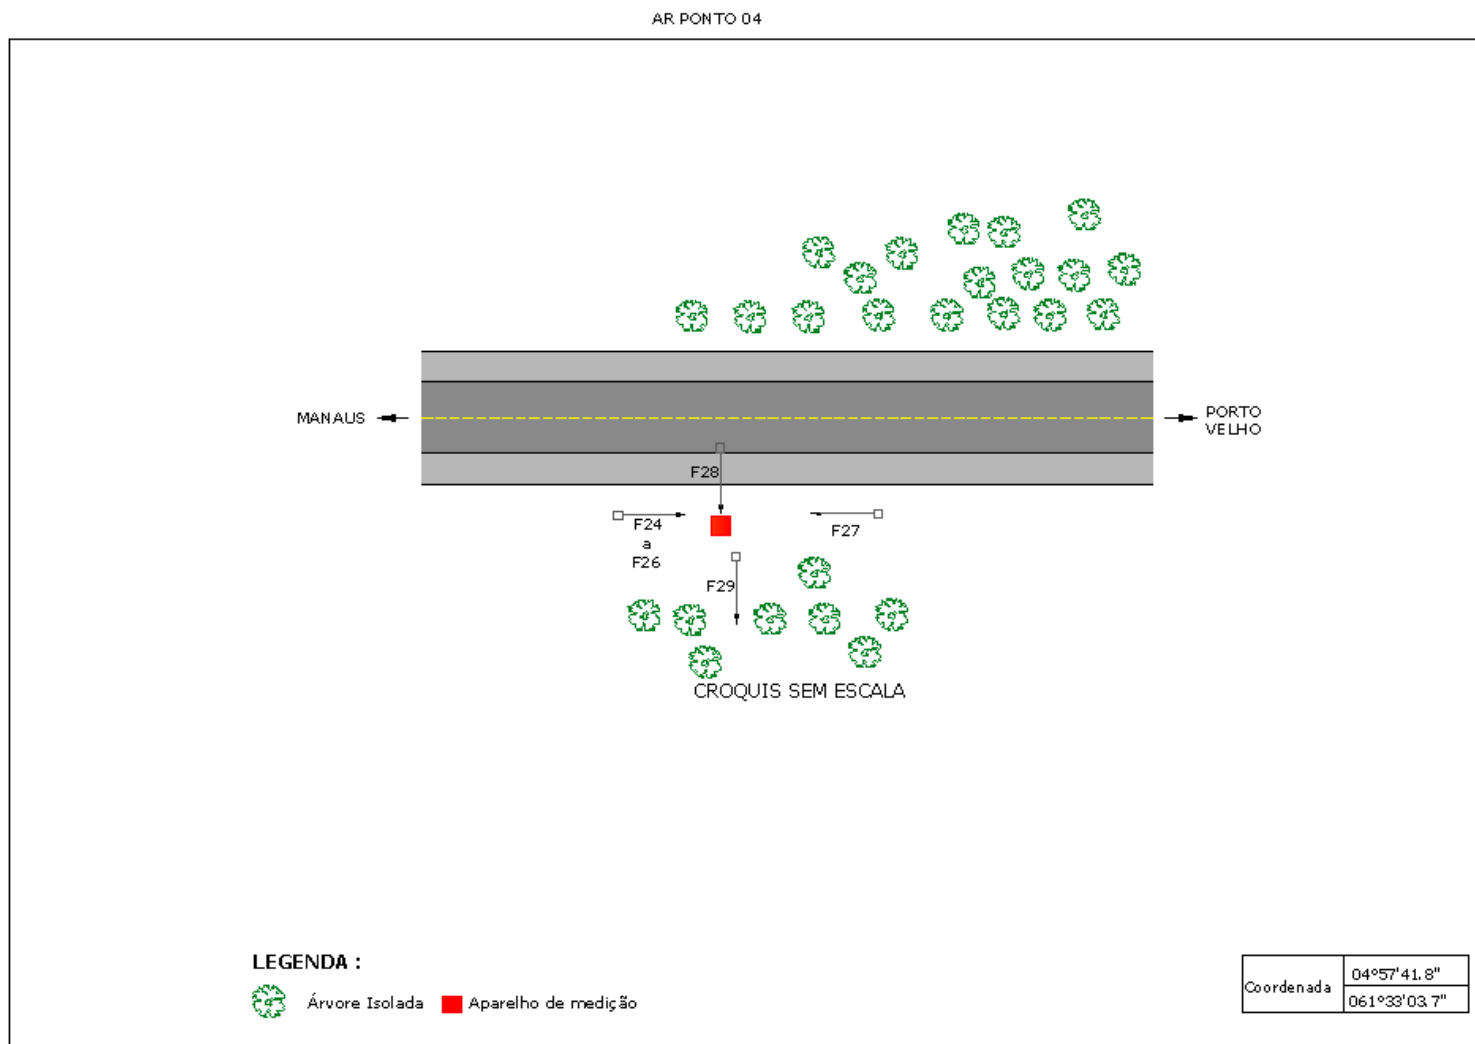 AR PONTO 04
MANAUS
PORTO
VELHO
F28
F24
a
F26
F27
F29
CROQUIS SEM ESCALA
LEGENDA :
Árvore Isolada
Aparelho de medição
Coordenada
04°57'41.8"
061°33'03.7"